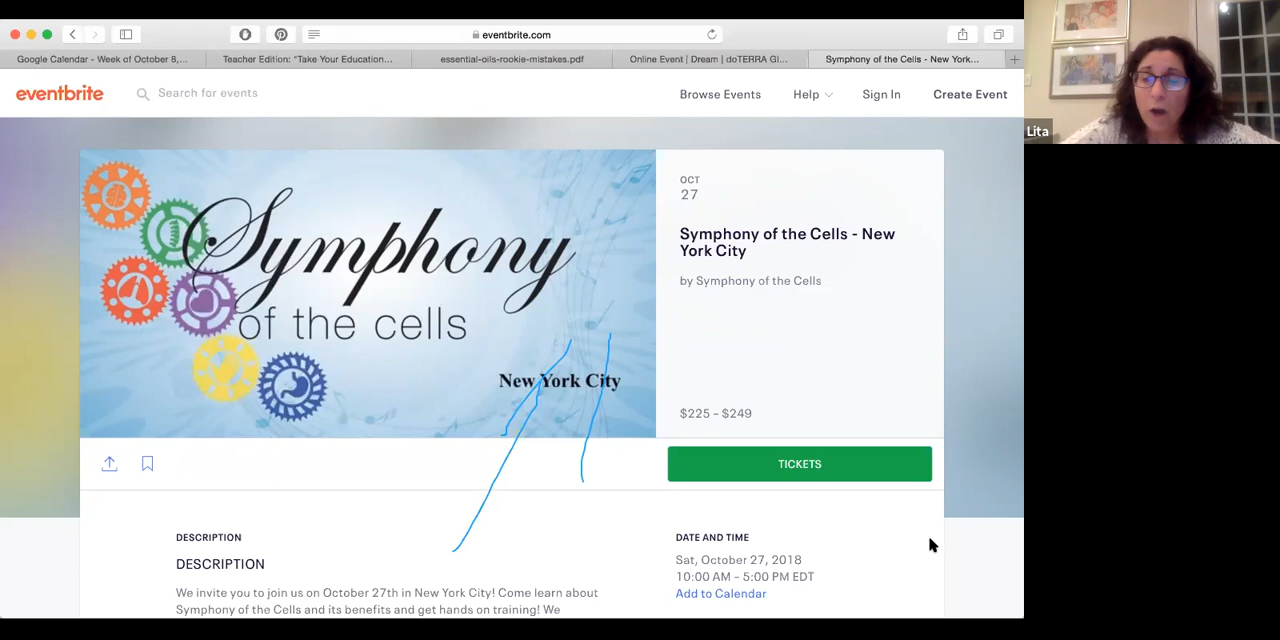 eventbrite.com
Google Calendar - Week of October 8,...
Teacher Edition: "Take Your Education...
essential-oils-rookie-mistakes.pdf
Online Event | Dream | doTERRA Gl...
Symphony of the Cells - New York...
eventbrite
Search for events
Browse Events
Help
Sign In
Create Event
Lita
Symphony
of the cells
New York City
OCT
27
Symphony of the Cells - New
York City
by Symphony of the Cells
$225 – $249
TICKETS
DESCRIPTION
DESCRIPTION
We invite you to join us on October 27th in New York City! Come learn about
Symphony of the Cells and its benefits and get hands on training! We
DATE AND TIME
Sat, October 27, 2018
10:00 AM – 5:00 PM EDT
Add to Calendar